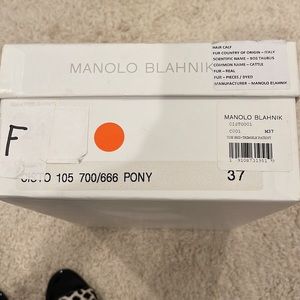 MANOLO BLAHNIK
HAIR CALF
FUR COUNTRY OF ORIGIN - ITALY
SCIENTIFIC NAME - BOS TAURUS
COMMON NAME - CATTLE
FUR - REAL
FUR - PIECES / DYED
MANUFACTURER - MANOLO BLAHNIK
F
MANOLO BLAHNIK
C001
CISTO 105 700/666 PONY
37